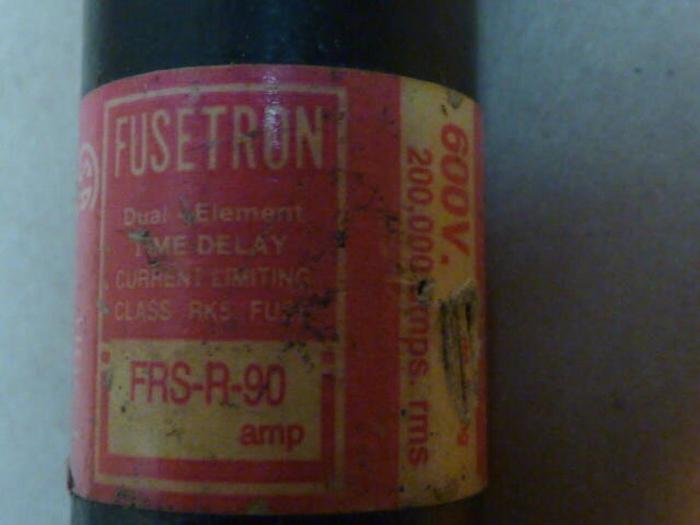 FUSETRON
Dual - Element
TIME DELAY
CURRENT LIMITING
CLASS RK5 FUSE
FRS-R-90
amp
600V.
200,000 amps. rms